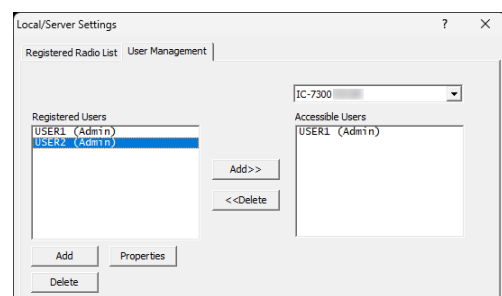 Local/Server Settings
? X
Registered Radio List User Management
IC-7300
Registered Users
Accessible Users
USER1 (Admin)
USER2 (Admin)
USER1 (Admin)
Add>>
<<Delete
Add Properties
Delete